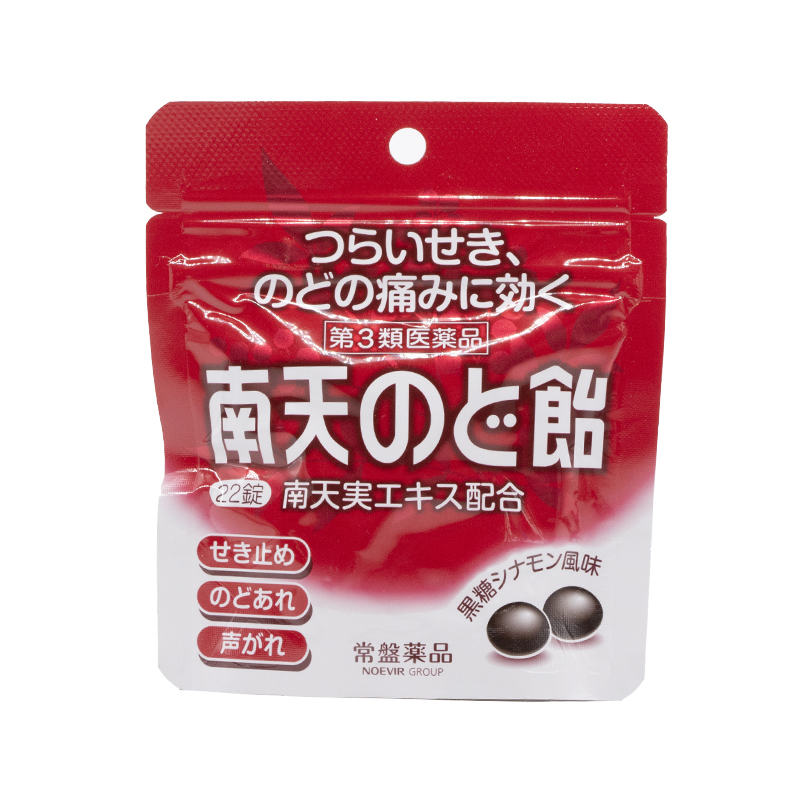 つらいせき、
のどの痛みに効く
第3類医薬品
南天のど飴
22錠 南天実エキス配合
せき止め
のどあれ
声がれ
黒糖シナモン風味
常盤薬品
NOEVIR GROUP